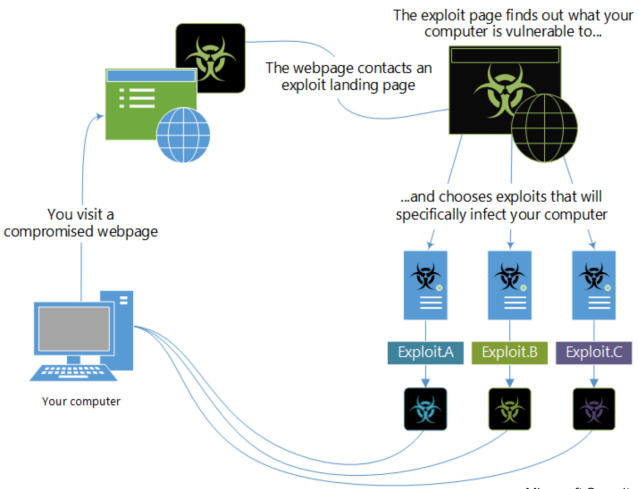 The exploit page finds out what your
computer is vulnerable to...
The webpage contacts an
exploit landing page
...and chooses exploits that will
specifically infect your computer
You visit a
compromised webpage
Exploit.A
Exploit.B
Exploit.C
Your computer